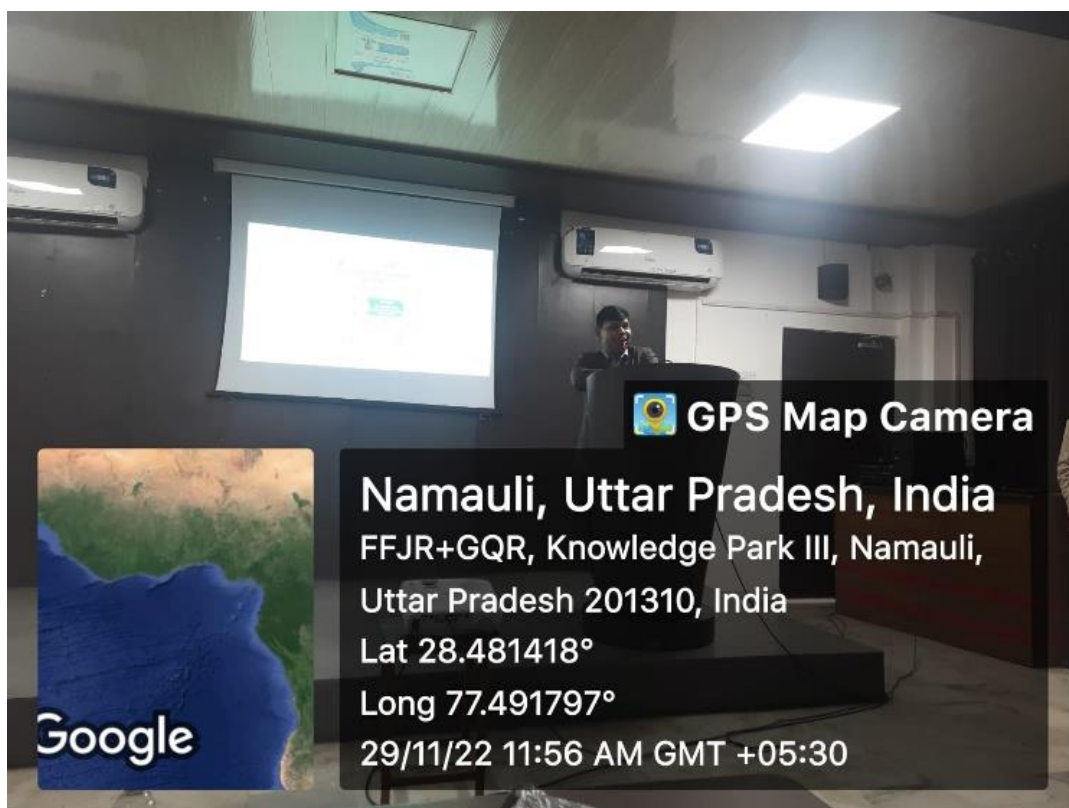 GPS Map Camera
Namauli, Uttar Pradesh, India
FFJR+GQR, Knowledge Park III, Namauli,
Uttar Pradesh 201310, India
Lat 28.481418°
Long 77.491797°
29/11/22 11:56 AM GMT +05:30
Google